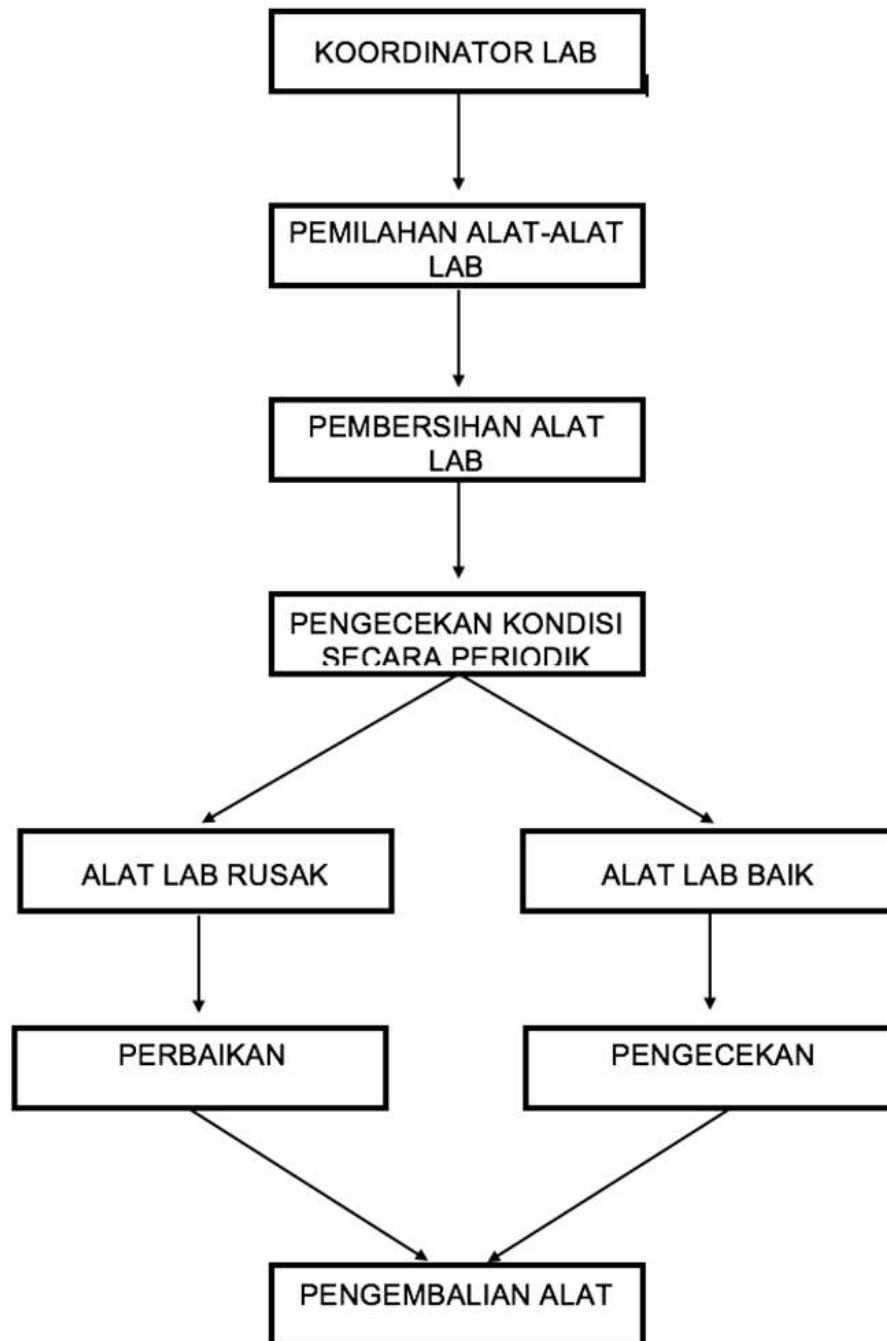 KOORDINATOR LAB
PEMILAHAN ALAT-ALAT
LAB
PEMBERSIHAN ALAT
LAB
PENGECEKAN KONDISI
SECARA PERIODIK
ALAT LAB RUSAK
ALAT LAB BAIK
PERBAIKAN
PENGECEKAN
PENGEMBALIAN ALAT